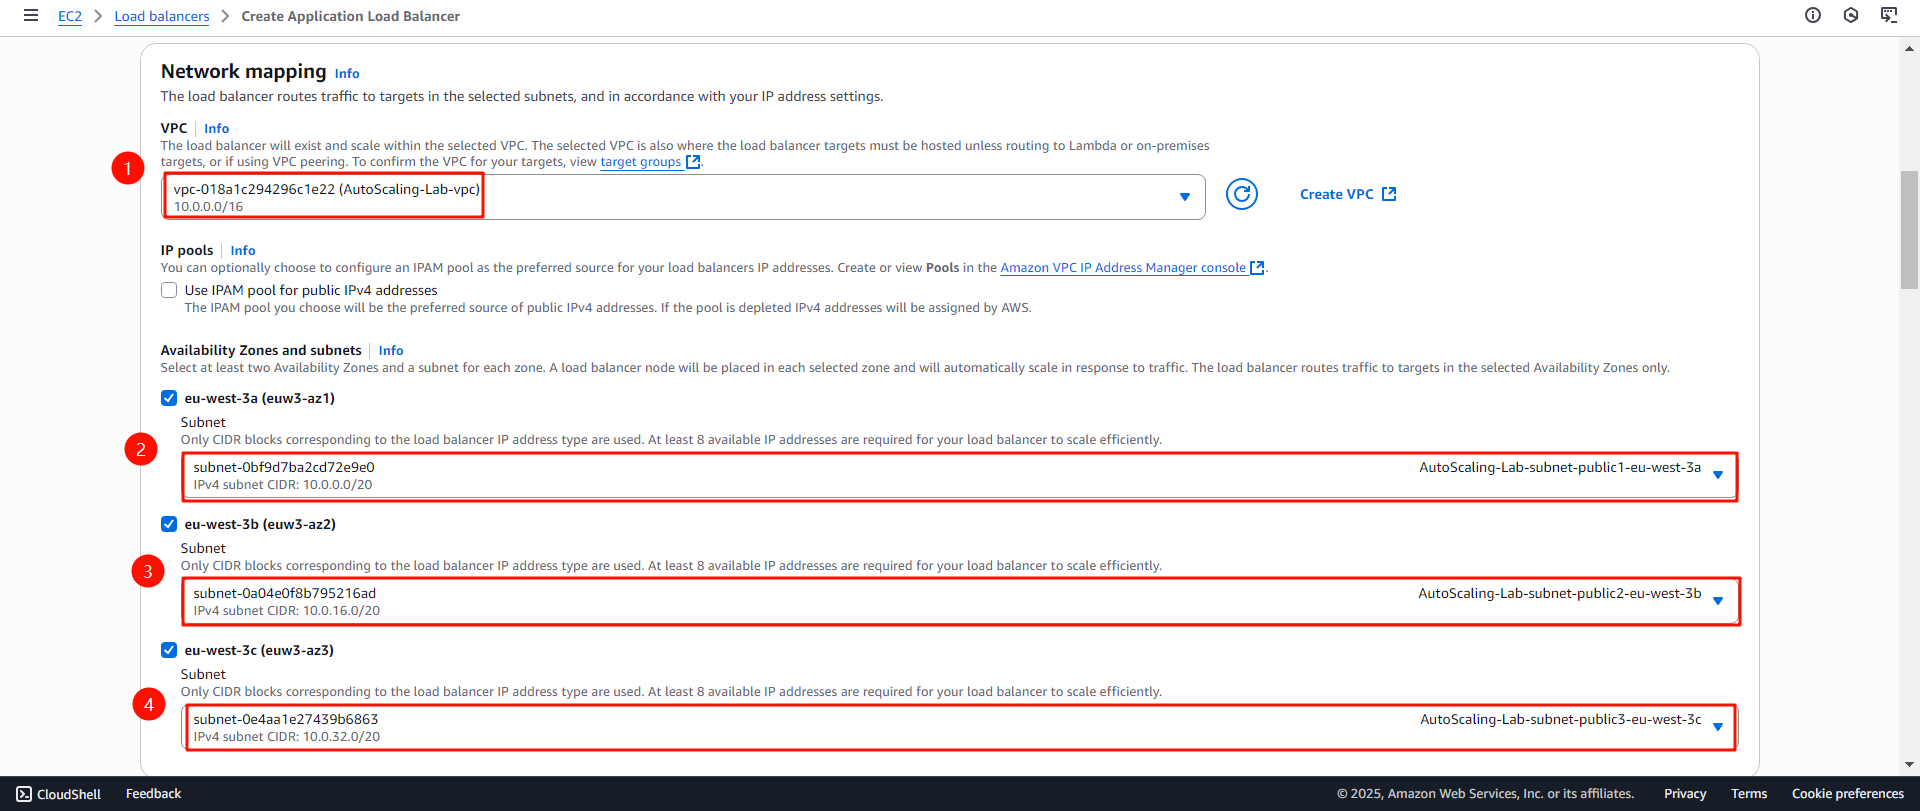 EC2 > Load balancers > Create Application Load Balancer
Network mapping Info
The load balancer routes traffic to targets in the selected subnets, and in accordance with your IP address settings.
VPC Info
The load balancer will exist and scale within the selected VPC. The selected VPC is also where the load balancer targets must be hosted unless routing to Lambda or on-premises
targets, or if using VPC peering. To confirm the VPC for your targets, view target groups.
1
vpc-018a1c294296c1e22 (AutoScaling-Lab-vpc)
10.0.0.0/16
Create VPC
IP pools Info
You can optionally choose to configure an IPAM pool as the preferred source for your load balancers IP addresses. Create or view Pools in the Amazon VPC IP Address Manager console.
Use IPAM pool for public IPv4 addresses
The IPAM pool you choose will be the preferred source of public IPv4 addresses. If the pool is depleted IPv4 addresses will be assigned by AWS.
Availability Zones and subnets Info
Select at least two Availability Zones and a subnet for each zone. A load balancer node will be placed in each selected zone and will automatically scale in response to traffic. The load balancer routes traffic to targets in the selected Availability Zones only.
eu-west-3a (euw3-az1)
Subnet
Only CIDR blocks corresponding to the load balancer IP address type are used. At least 8 available IP addresses are required for your load balancer to scale efficiently.
2
subnet-0bf9d7ba2cd72e9e0 AutoScaling-Lab-subnet-public1-eu-west-3a
IPv4 subnet CIDR: 10.0.0.0/20
eu-west-3b (euw3-az2)
Subnet
Only CIDR blocks corresponding to the load balancer IP address type are used. At least 8 available IP addresses are required for your load balancer to scale efficiently.
3
subnet-0a04e0f8b795216ad AutoScaling-Lab-subnet-public2-eu-west-3b
IPv4 subnet CIDR: 10.0.16.0/20
eu-west-3c (euw3-az3)
Subnet
Only CIDR blocks corresponding to the load balancer IP address type are used. At least 8 available IP addresses are required for your load balancer to scale efficiently.
4
subnet-0e4aa1e27439b6863 AutoScaling-Lab-subnet-public3-eu-west-3c
IPv4 subnet CIDR: 10.0.32.0/20
CloudShell Feedback © 2025, Amazon Web Services, Inc. or its affiliates. Privacy Terms Cookie preferences